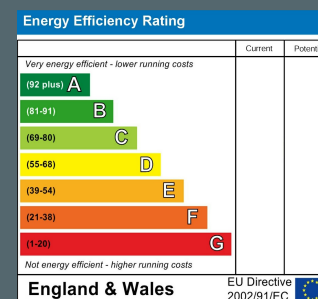 Energy Efficiency Rating
Current
Very energy efficient - lower running costs
(92 plus) A
(81-91) B
(69-80) C
(55-68) D
(39-54) E
(21-38) F
(1-20) G
Not energy efficient - higher running costs
England & Wales
EU Directive
2002/91/EC